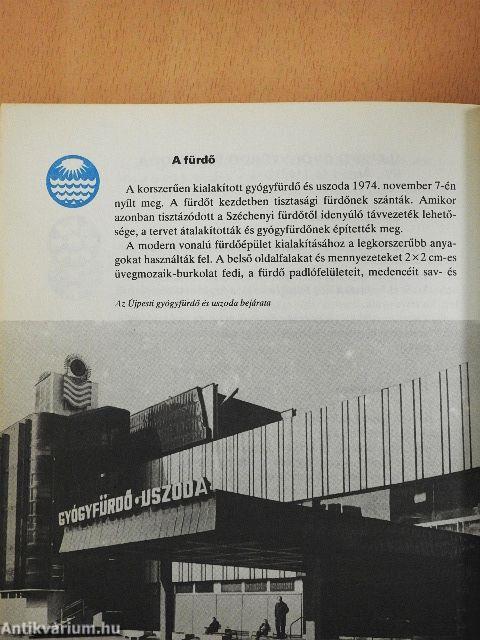 A fürdő
A korszerűen kialakított gyógyfürdő és uszoda 1974. november 7-én
nyílt meg. A fürdőt kezdetben tisztasági fürdőnek szánták. Amikor
azonban tisztázódott a Széchenyi fürdőtől idenyúló távvezeték lehető-
sége, a tervet átalakították és gyógyfürdőnek építették meg.
A modern vonalú fürdőépület kialakításához a legkorszerűbb anya-
gokat használták fel. A belső oldalfalakat és mennyezeteket 2×2 cm-es
üvegmozaik-burkolat fedi, a fürdő padlófelületeit, medencéit sav- és
Az Újpesti gyógyfürdő és uszoda bejárata
GYÓGYFÜRDŐ·USZODA
Antikvárium.hu